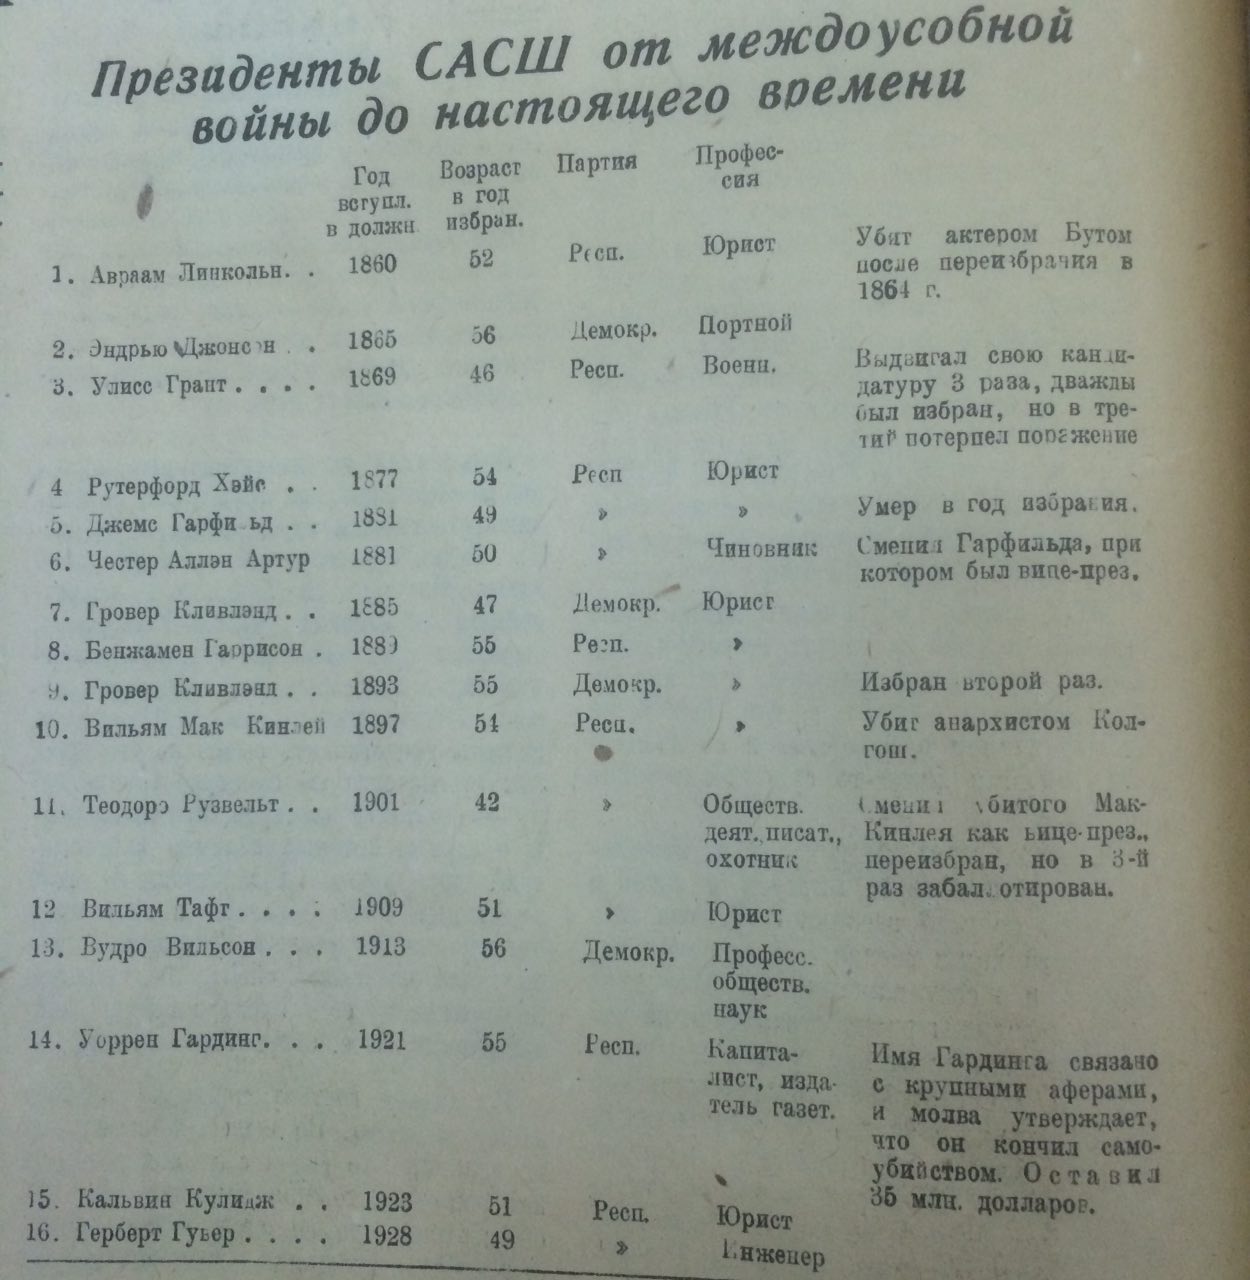 Президенты САСШ от междоусобной
войны до настоящего времени
Год вступл. в должн
Возраст в год избран.
Партия
Профес-
сия
1. Авраам Линкольн. . 1860 52 Респ. Юрист Убит актером Бутом
после переизбрания в
1864 г.
2. Эндрью Джонсон . . 1865 56 Демокр. Портной
3. Улисс Грант . . . . 1869 46 Респ. Военн. Выдвигал свою канди-
датуру 3 раза, дважды
был избран, но в тре-
тий потерпел поражение
4 Рутерфорд Хэйс . . 1877 54 Респ Юрист
5. Джемс Гарфильд . . 1881 49 » » Умер в год избрания.
6. Честер Аллэн Артур 1881 50 » Чиновник Сменил Гарфильда, при
котором был вице-през.
7. Гровер Кливлэнд . . 1885 47 Демокр. Юрист
8. Бенжамен Гаррисон . 1889 55 Респ. »
9. Гровер Кливлэнд . . 1893 55 Демокр. » Избран второй раз.
10. Вильям Мак Кинлей 1897 54 Респ. » Убит анархистом Кол-
гош.
11. Теодорэ Рузвельт . . 1901 42 » Обществ. Сменил убитого Мак-
деят., писат., Кинлея как вице-през.,
охотник переизбран, но в 3-й
раз забаллотирован.
12 Вильям Тафт . . . . 1909 51 » Юрист
13. Вудро Вильсон . . . 1913 56 Демокр. Професс.
обществ.
наук
14. Уоррен Гардинг. . . 1921 55 Респ. Капита- Имя Гардинга связано
лист, изда- с крупными аферами,
тель газет. и молва утверждает,
что он кончил само-
убийством. Оставил
35 млн. долларов.
15. Кальвин Кулидж . . 1923 51 Респ. Юрист
16. Герберт Гувер . . . . 1928 49 » Инженер